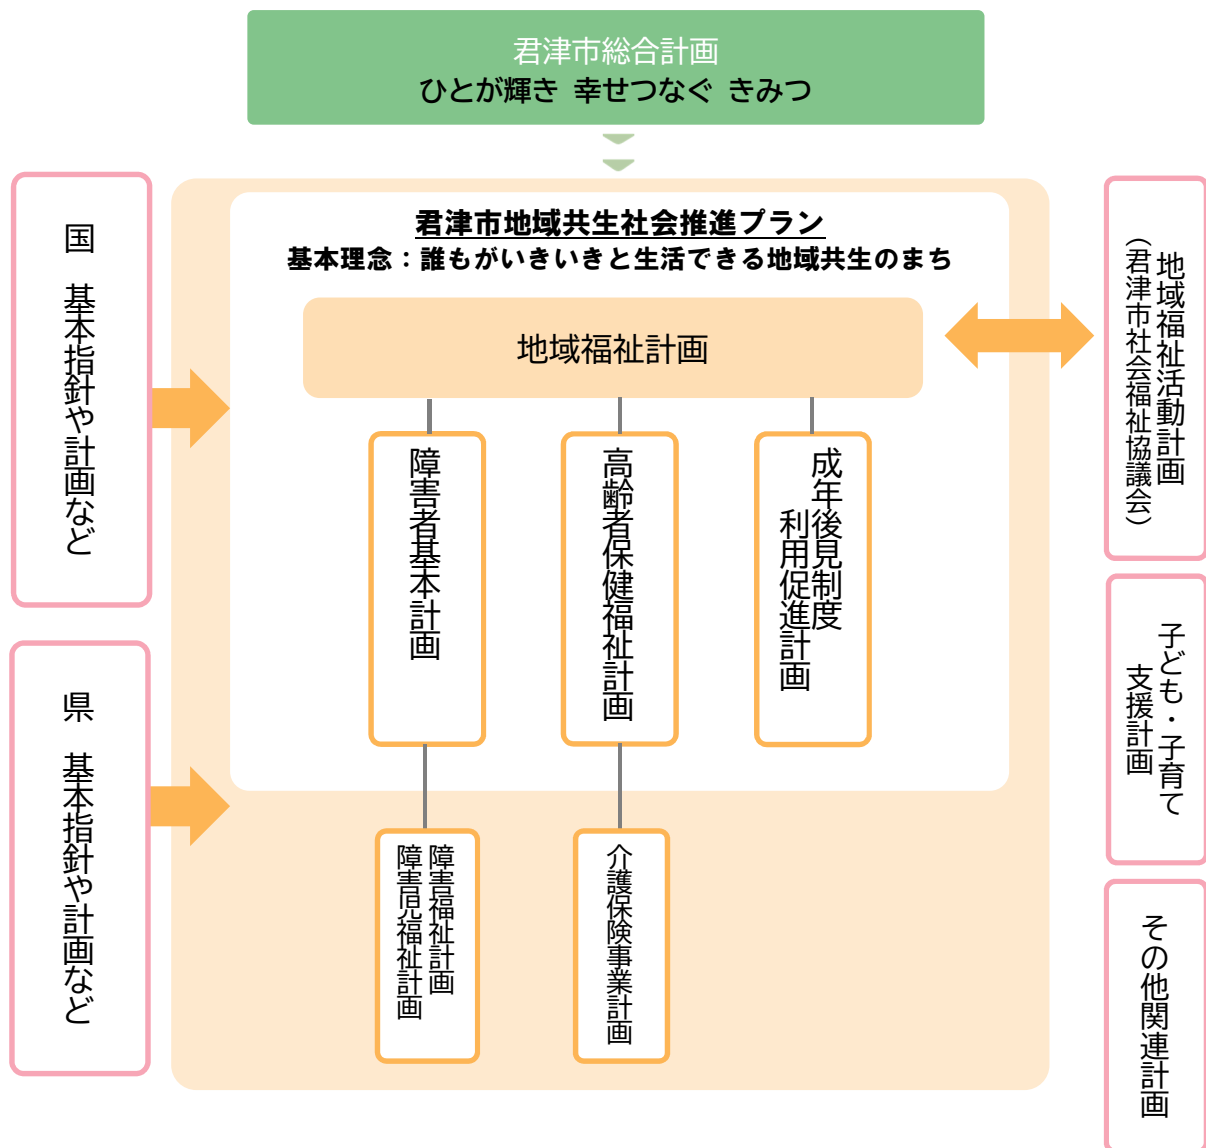 君津市総合計画
ひとが輝き 幸せつなぐ きみつ
君津市地域共生社会推進プラン
基本理念：誰もがいきいきと生活できる地域共生のまち
国 基本指針や計画など
県 基本指針や計画など
地域福祉計画
障害者基本計画
高齢者保健福祉計画
成年後見制度
利用促進計画
障害福祉計画
障害児福祉計画
介護保険事業計画
地域福祉活動計画
（君津市社会福祉協議会）
子ども・子育て
支援計画
その他関連計画